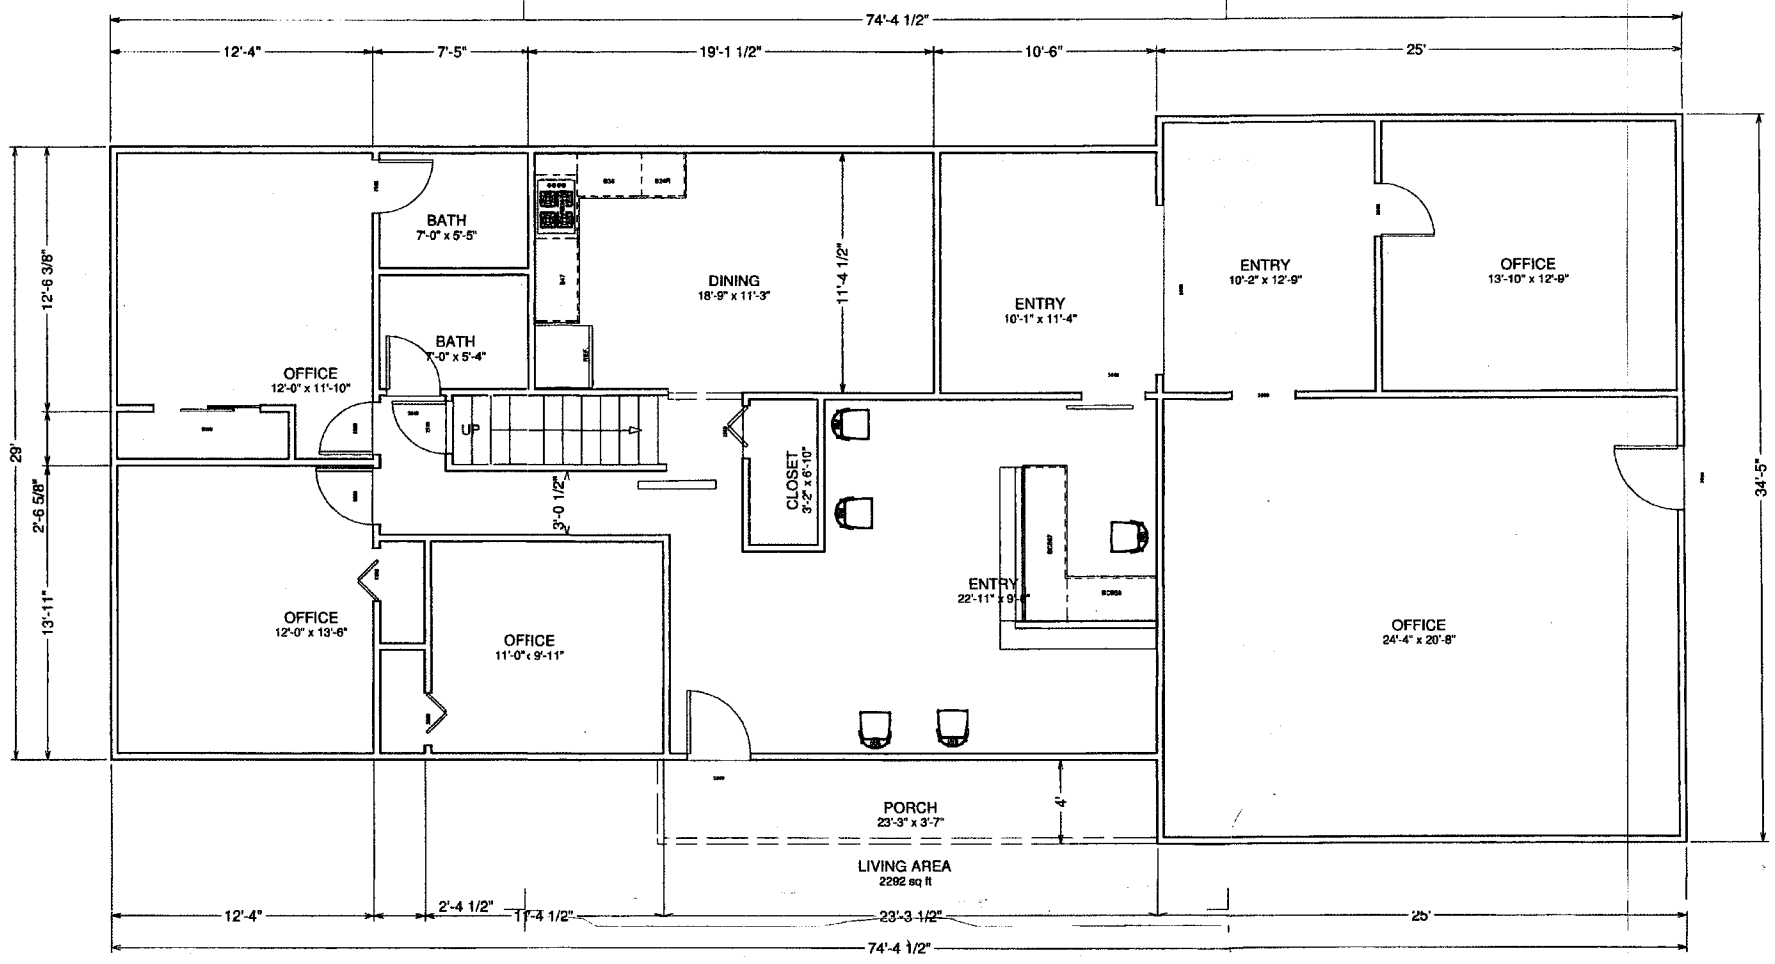 74'-4 1/2"
12'-4"
7'-5"
19'-1 1/2"
10'-6"
25'
BATH
7'-0" x 5'-5"
DINING
18'-9" x 11'-3"
11'-4 1/2"
ENTRY
10'-1" x 11'-4"
ENTRY
10'-2" x 12'-9"
OFFICE
13'-10" x 12'-9"
12'-6 3/8"
BATH
7'-0" x 5'-4"
REF.
OFFICE
12'-0" x 11'-10"
UP
29'
2'-6 5/8"
3'-0 1/2"
CLOSET
3'-2" x 6'-10"
34'-5"
13'-11"
OFFICE
12'-0" x 13'-6"
OFFICE
11'-0" x 9'-11"
ENTRY
22'-11" x 9'
OFFICE
24'-4" x 20'-8"
PORCH
23'-3" x 3'-7"
4'
LIVING AREA
2292 sq ft
12'-4"
2'-4 1/2"
11'-4 1/2"
23'-3 1/2"
25'
74'-4 1/2"